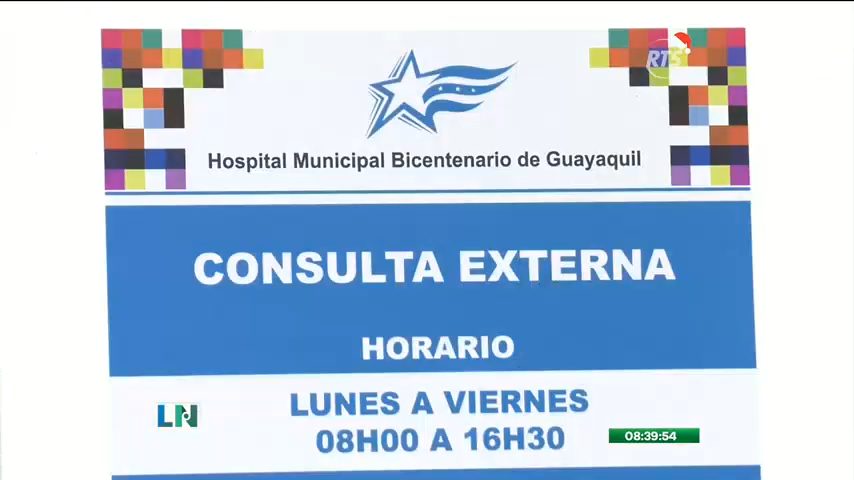 RTS
Hospital Municipal Bicentenario de Guayaquil
CONSULTA EXTERNA
HORARIO
LUNES A VIERNES
08H00 A 16H30
LN
08:39:54